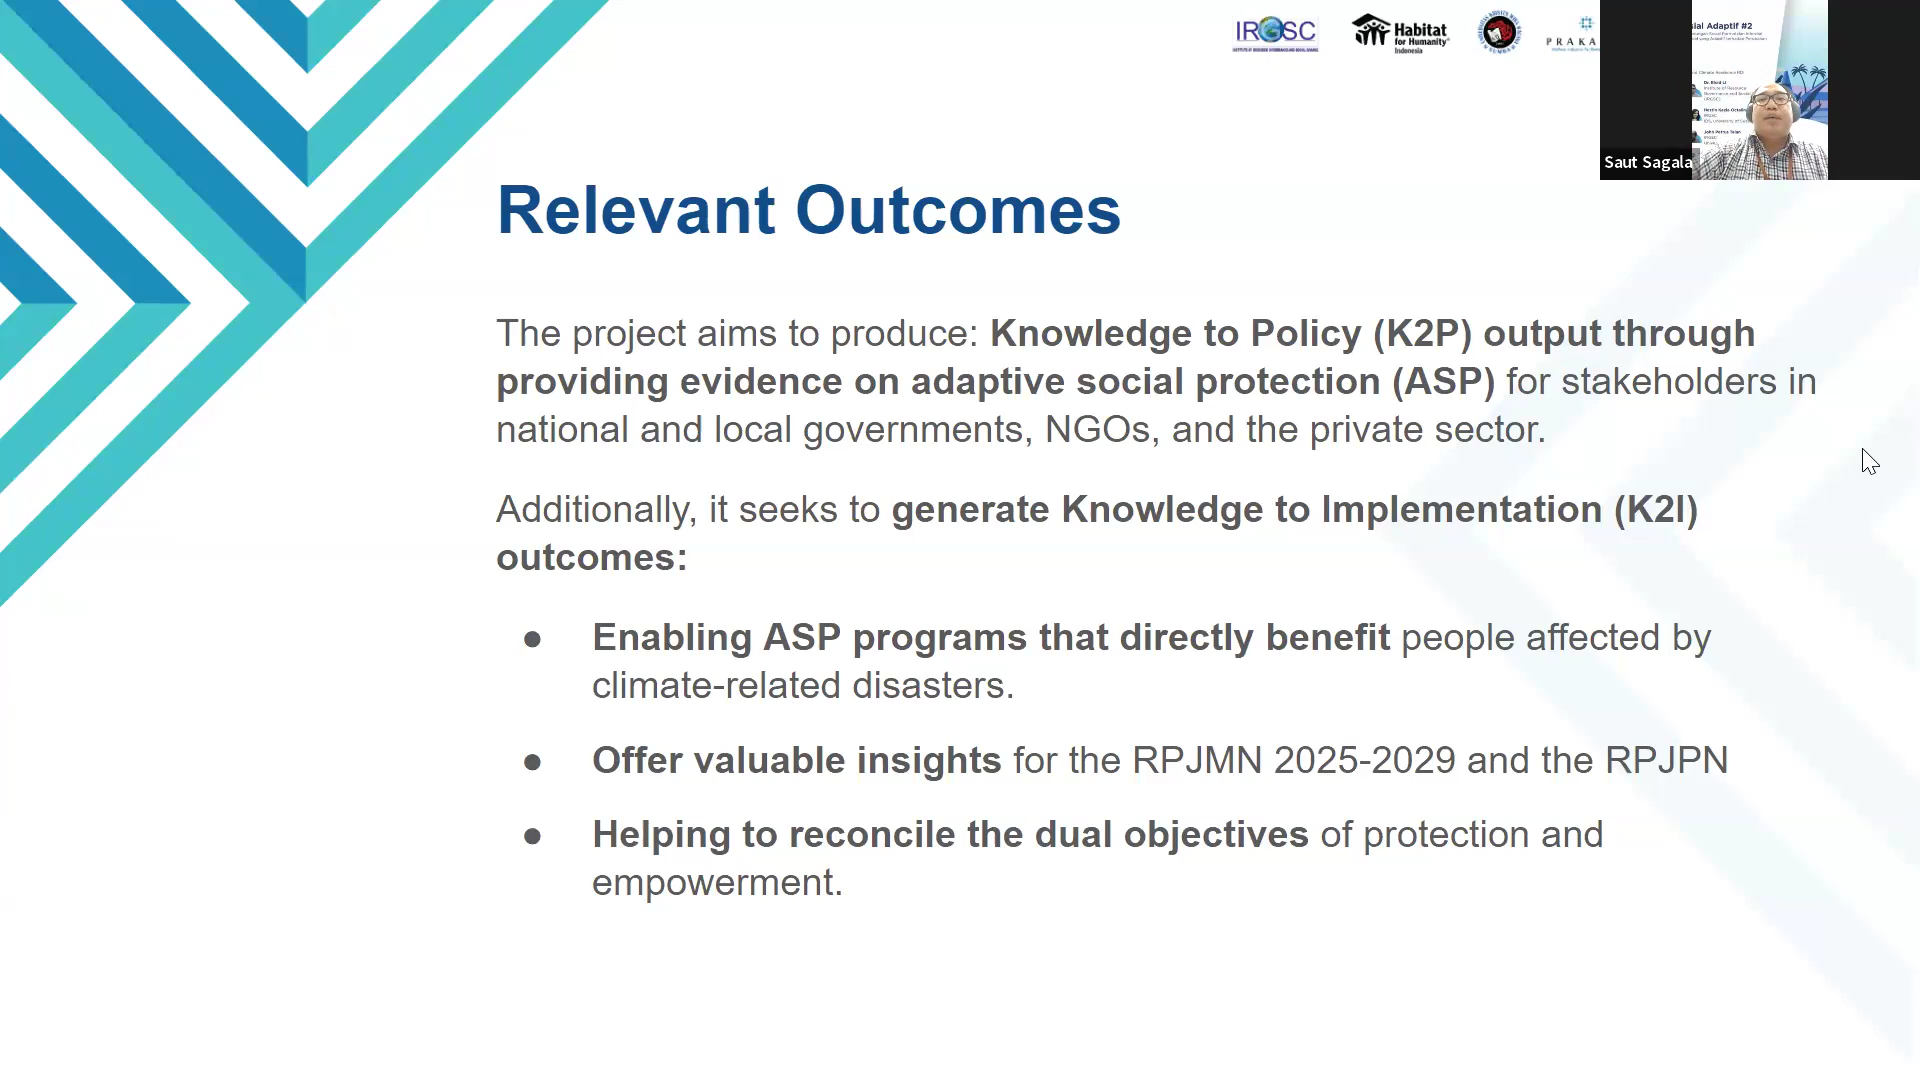 IRGSC
Habitat
for Humanity
Indonesia
PRAKA
ial Adaptif #2
Saut Sagala
Relevant Outcomes
The project aims to produce: Knowledge to Policy (K2P) output through
providing evidence on adaptive social protection (ASP) for stakeholders in
national and local governments, NGOs, and the private sector.
Additionally, it seeks to generate Knowledge to Implementation (K2I)
outcomes:
● Enabling ASP programs that directly benefit people affected by
climate-related disasters.
● Offer valuable insights for the RPJMN 2025-2029 and the RPJPN
● Helping to reconcile the dual objectives of protection and
empowerment.